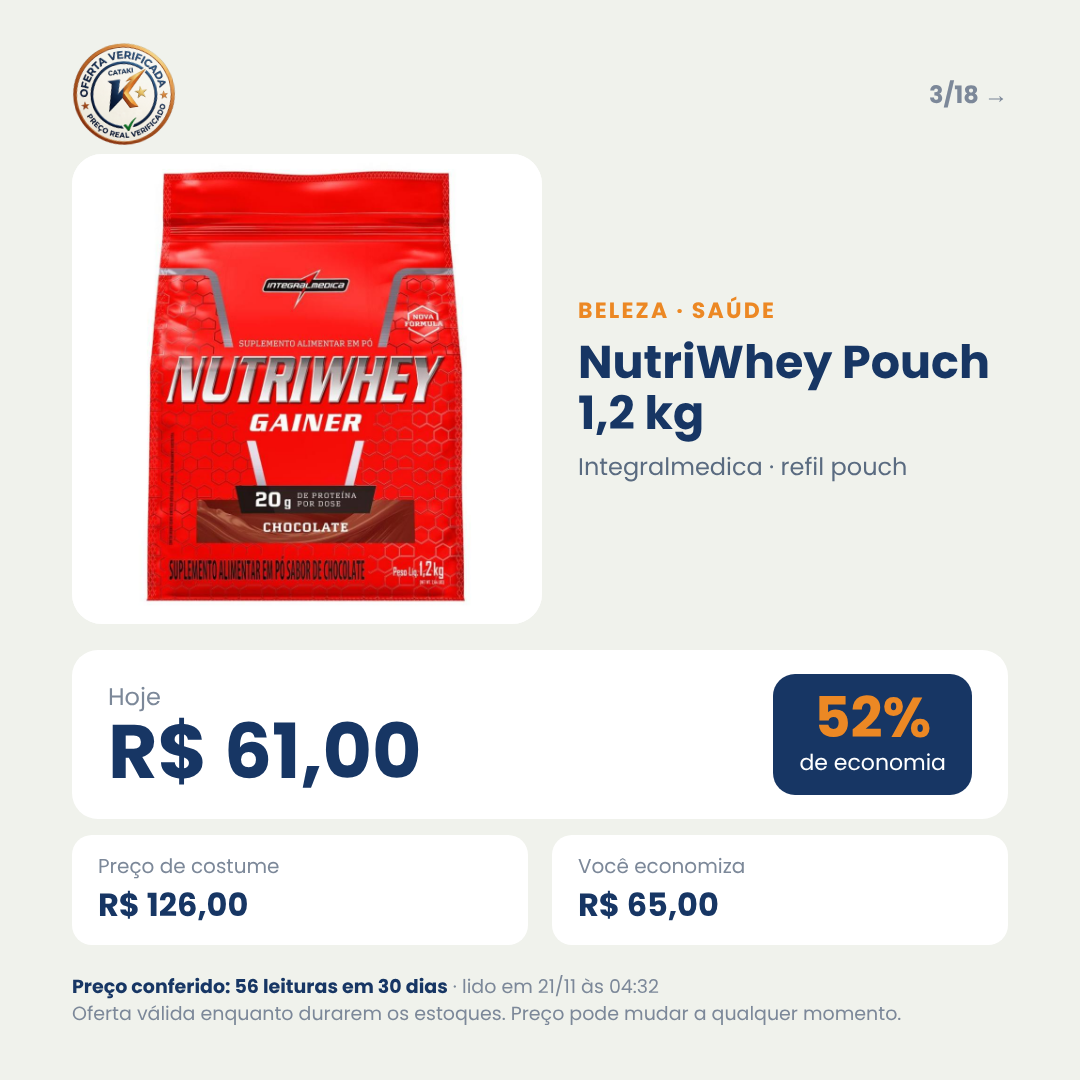 OFERTA VERIFICADA
CATAKI
K
PREÇO REAL VERIFICADO
3/18 →
INTEGRALMEDICA
NOVA
FÓRMULA
SUPLEMENTO ALIMENTAR EM PÓ
NUTRIWHEY
GAINER
20g DE PROTEÍNA
POR DOSE
CHOCOLATE
SUPLEMENTO ALIMENTAR EM PÓ SABOR DE CHOCOLATE
Peso Líq. 1,2 kg
BELEZA · SAÚDE
NutriWhey Pouch
1,2 kg
Integralmedica · refil pouch
Hoje
R$ 61,00
52%
de economia
Preço de costume
R$ 126,00
Você economiza
R$ 65,00
Preço conferido: 56 leituras em 30 dias · lido em 21/11 às 04:32
Oferta válida enquanto durarem os estoques. Preço pode mudar a qualquer momento.